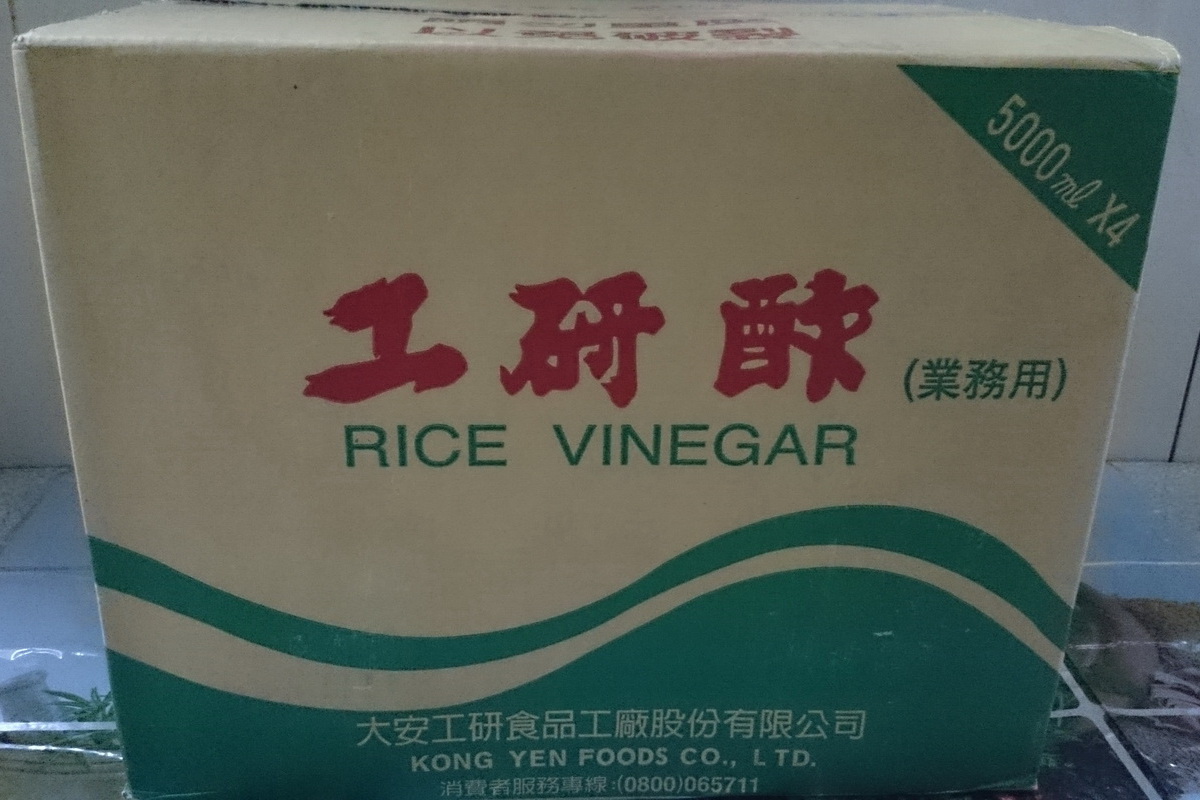 5000ml X4
工研酢
(業務用)
RICE VINEGAR
大安工研食品工廠股份有限公司
KONG YEN FOODS CO., LTD.
消費者服務專線:(0800)065711